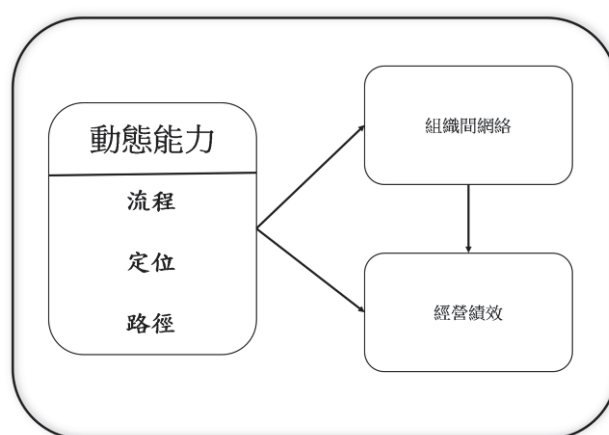 動態能力
流程
定位
路徑
組織間網絡
經營績效